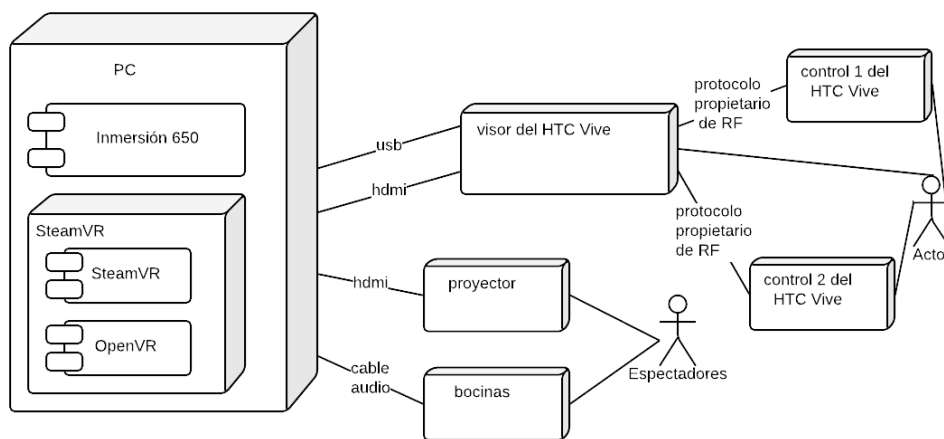 PC
Inmersión 650
SteamVR
SteamVR
OpenVR
usb
hdmi
hdmi
cable
audio
visor del HTC Vive
proyector
bocinas
protocolo
propietario
de RF
protocolo
propietario
de RF
control 1 del
HTC Vive
control 2 del
HTC Vive
Acto
Espectadores